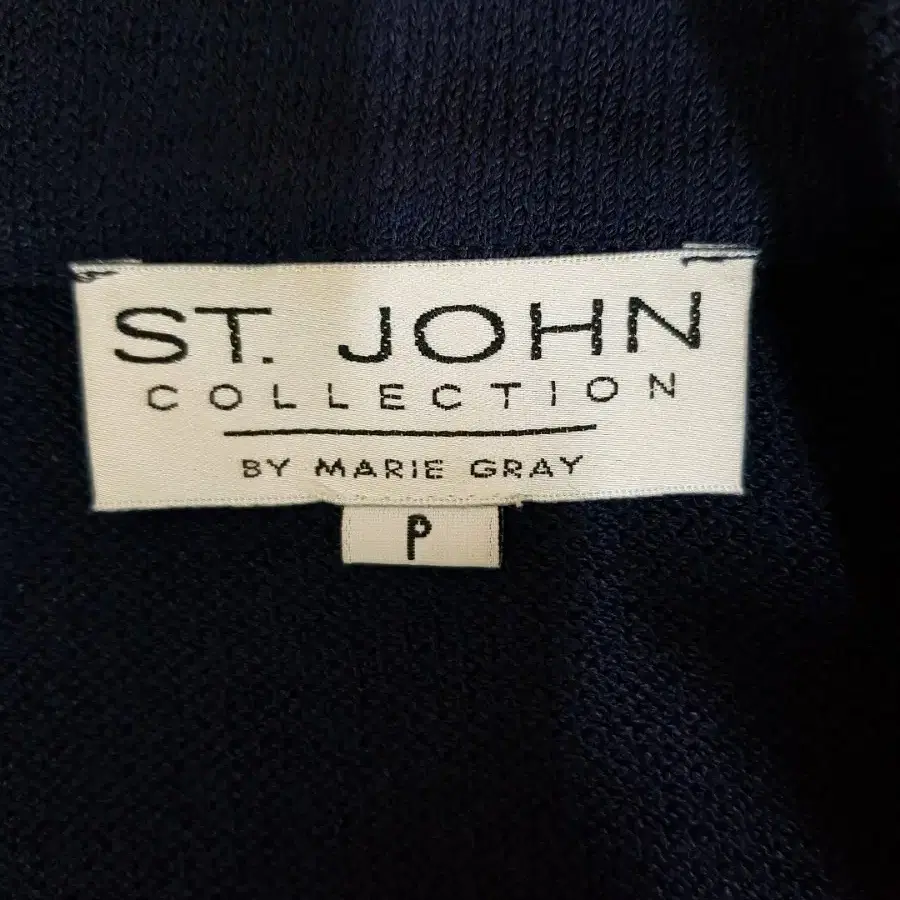 ST. JOHN
COLLECTION
BY MARIE GRAY
P